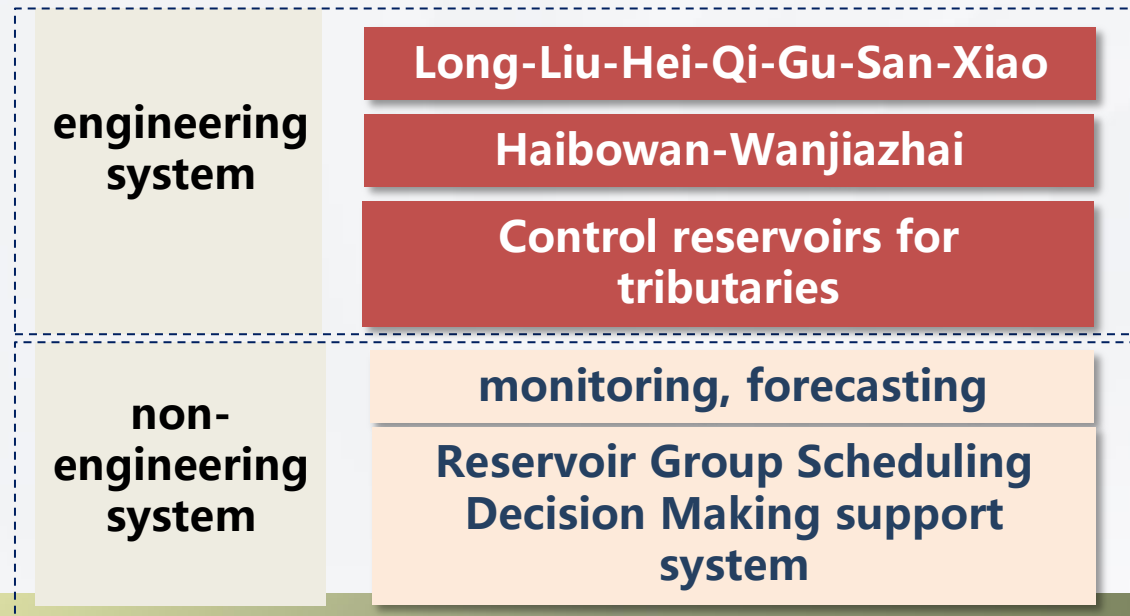 engineering
system
Long-Liu-Hei-Qi-Gu-San-Xiao
Haibowan-Wanjiazhai
Control reservoirs for
tributaries
non-
engineering
system
monitoring, forecasting
Reservoir Group Scheduling
Decision Making support
system